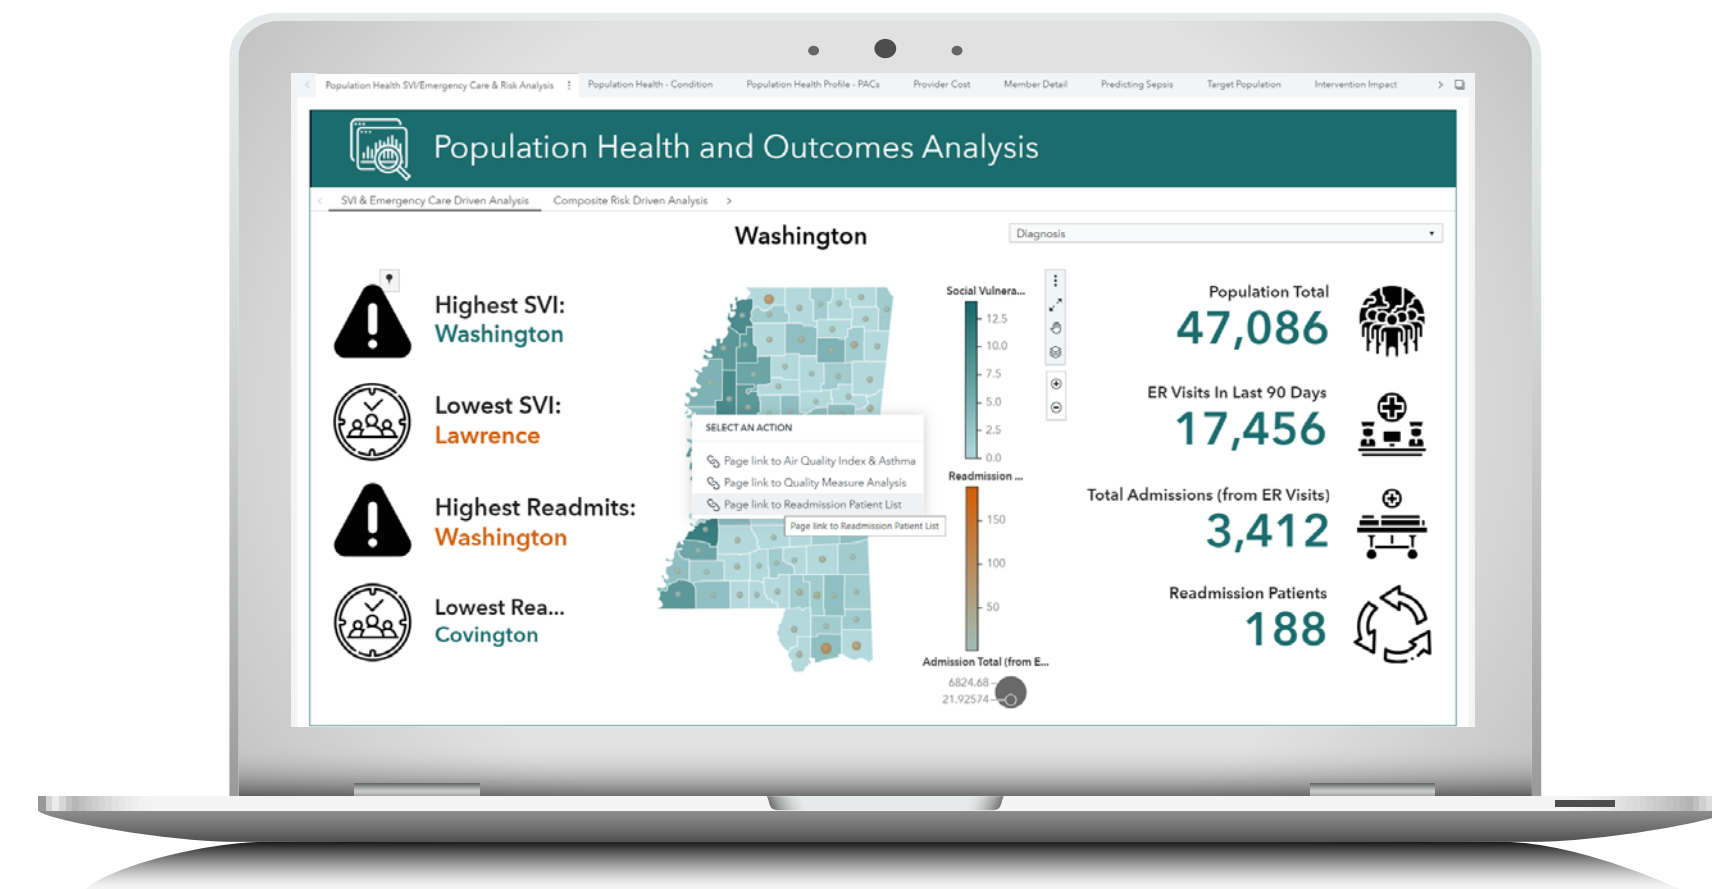 Population Health SVI/Emergency Care & Risk Analysis
Population Health - Condition
Population Health Profile - PACs
Provider Cost
Member Detail
Predicting Sepsis
Target Population
Intervention Impact
Population Health and Outcomes Analysis
SVI & Emergency Care Driven Analysis
Composite Risk Driven Analysis
Washington
Diagnosis
Highest SVI:
Washington
Lowest SVI:
Lawrence
Highest Readmits:
Washington
Lowest Rea...
Covington
SELECT AN ACTION
Page link to Air Quality Index & Asthma
Page link to Quality Measure Analysis
Page link to Readmission Patient List
Page link to Readmission Patient List
Social Vulnera...
12.5
10.0
7.5
5.0
2.5
0.0
Readmission ...
150
100
50
Admission Total (from E...
6824.68
21.92574
Population Total
47,086
ER Visits In Last 90 Days
17,456
Total Admissions (from ER Visits)
3,412
Readmission Patients
188